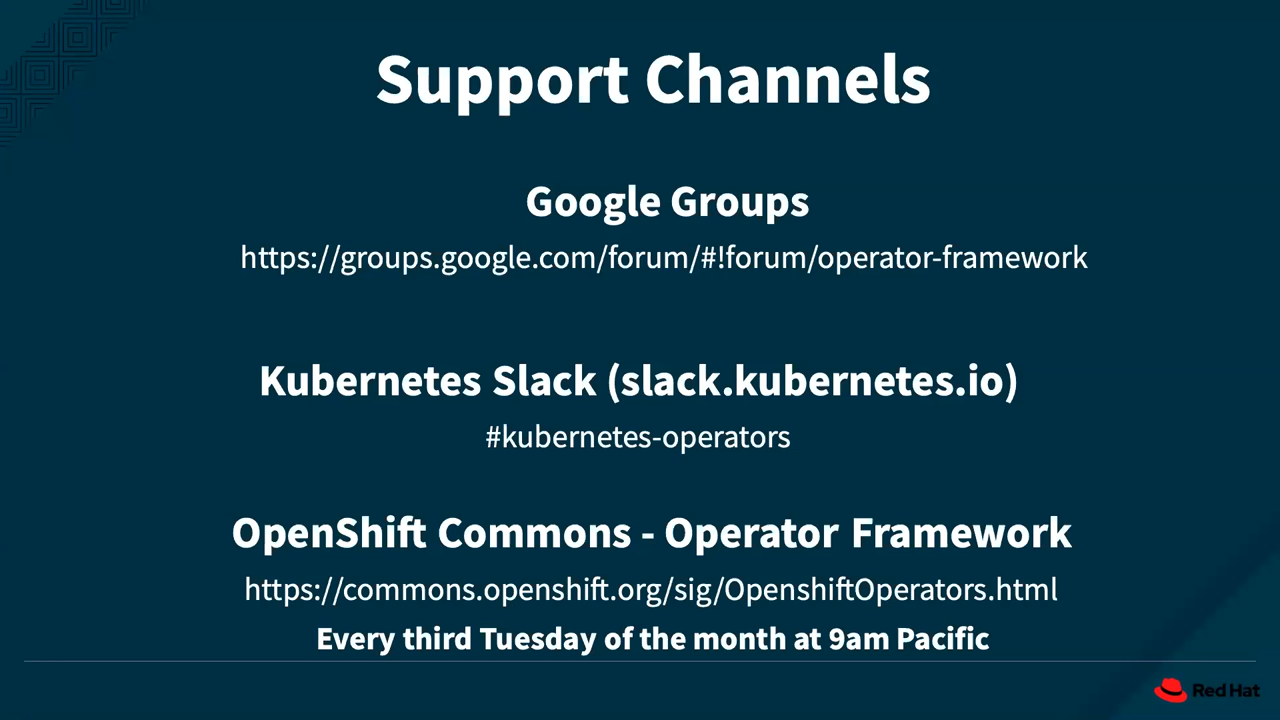 Support Channels
Google Groups
https://groups.google.com/forum/#!forum/operator-framework
Kubernetes Slack (slack.kubernetes.io)
#kubernetes-operators
OpenShift Commons - Operator Framework
https://commons.openshift.org/sig/OpenshiftOperators.html
Every third Tuesday of the month at 9am Pacific
Red Hat